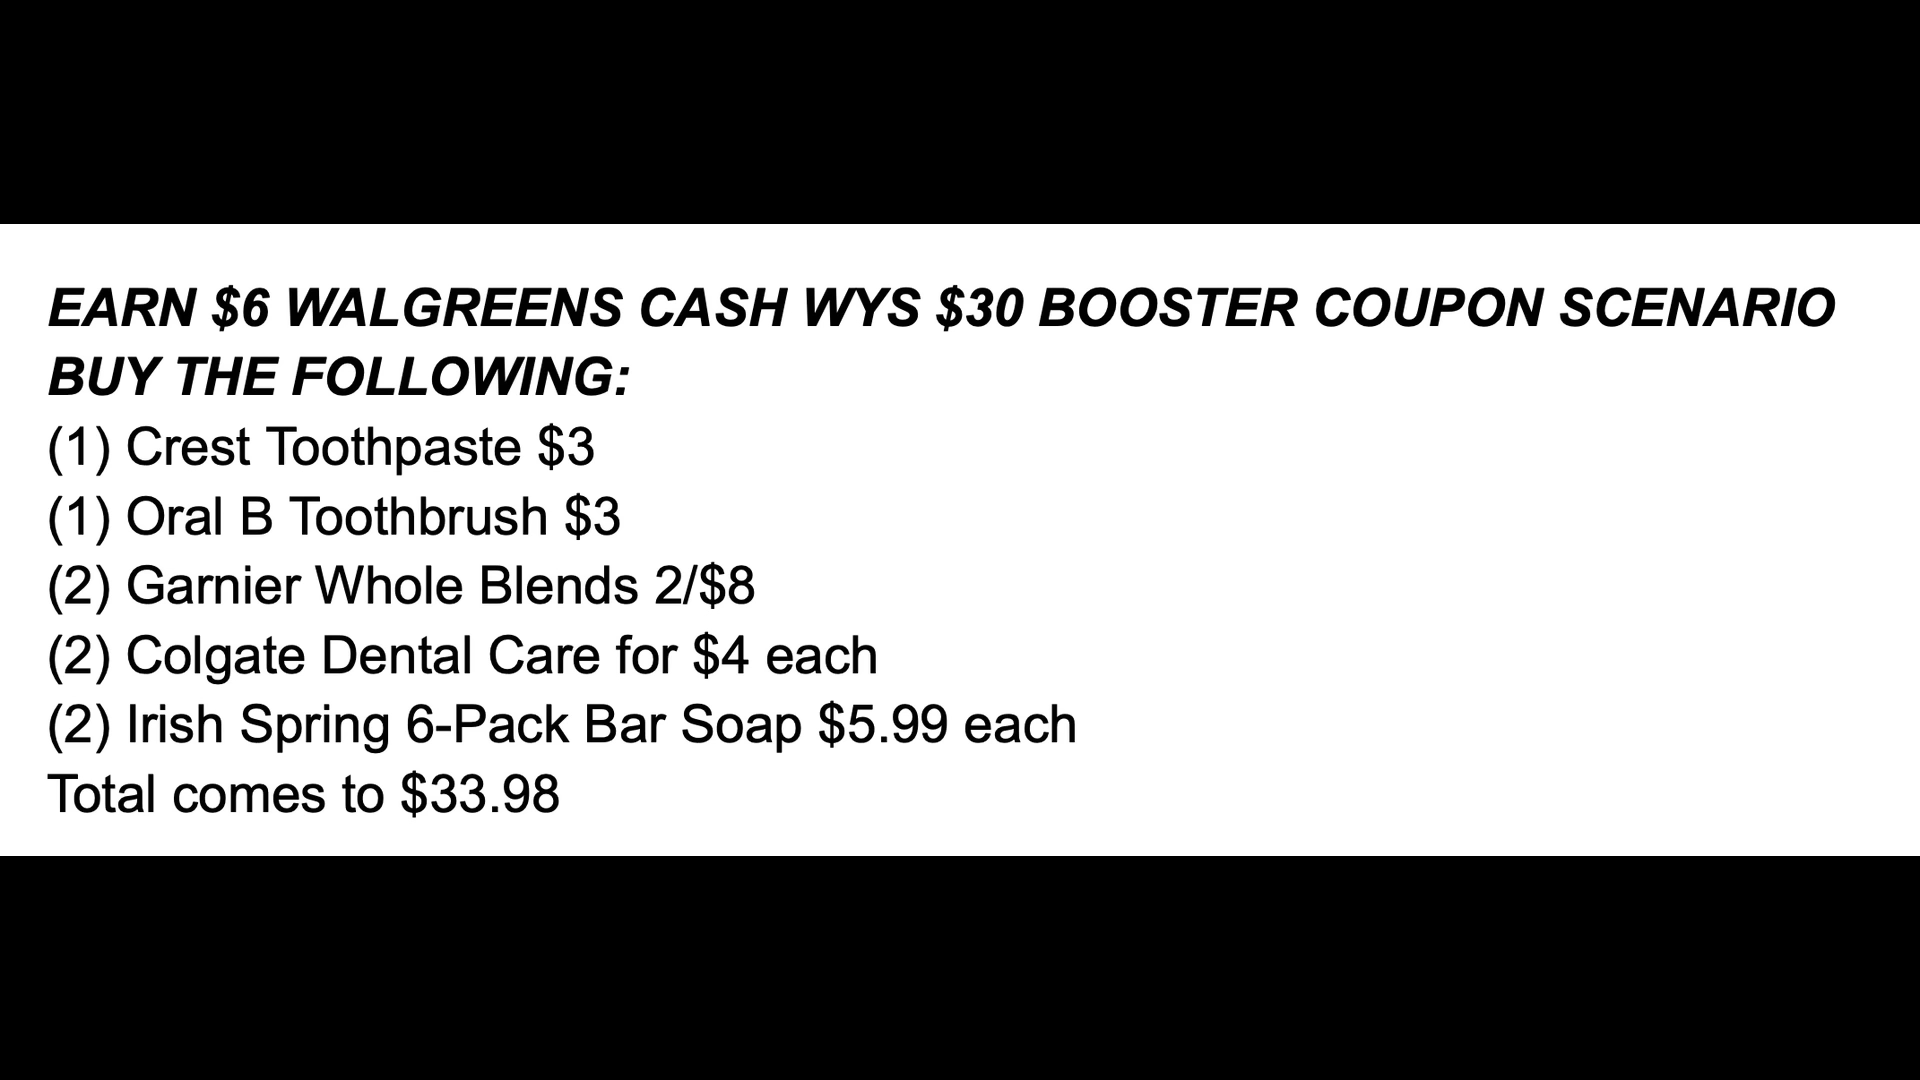 EARN $6 WALGREENS CASH WYS $30 BOOSTER COUPON SCENARIO
BUY THE FOLLOWING:
(1) Crest Toothpaste $3
(1) Oral B Toothbrush $3
(2) Garnier Whole Blends 2/$8
(2) Colgate Dental Care for $4 each
(2) Irish Spring 6-Pack Bar Soap $5.99 each
Total comes to $33.98